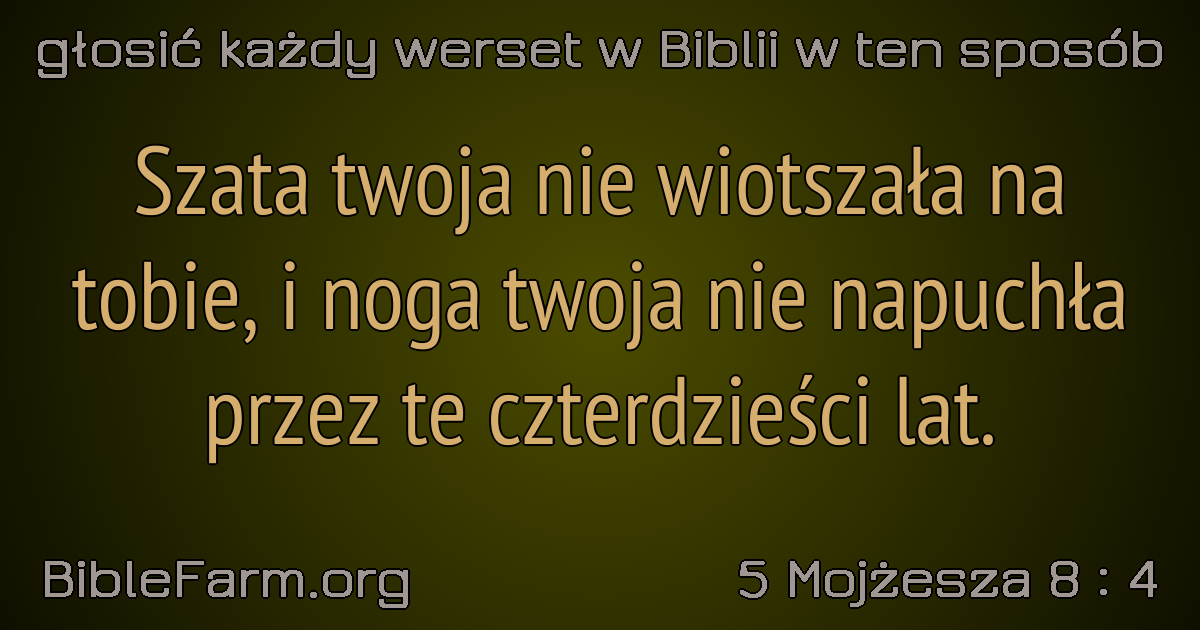 głosić każdy werset w Biblii w ten sposób
Szata twoja nie wiotszała na
tobie, i noga twoja nie napuchła
przez te czterdzieści lat.
BibleFarm.org
5 Mojżesza 8 : 4